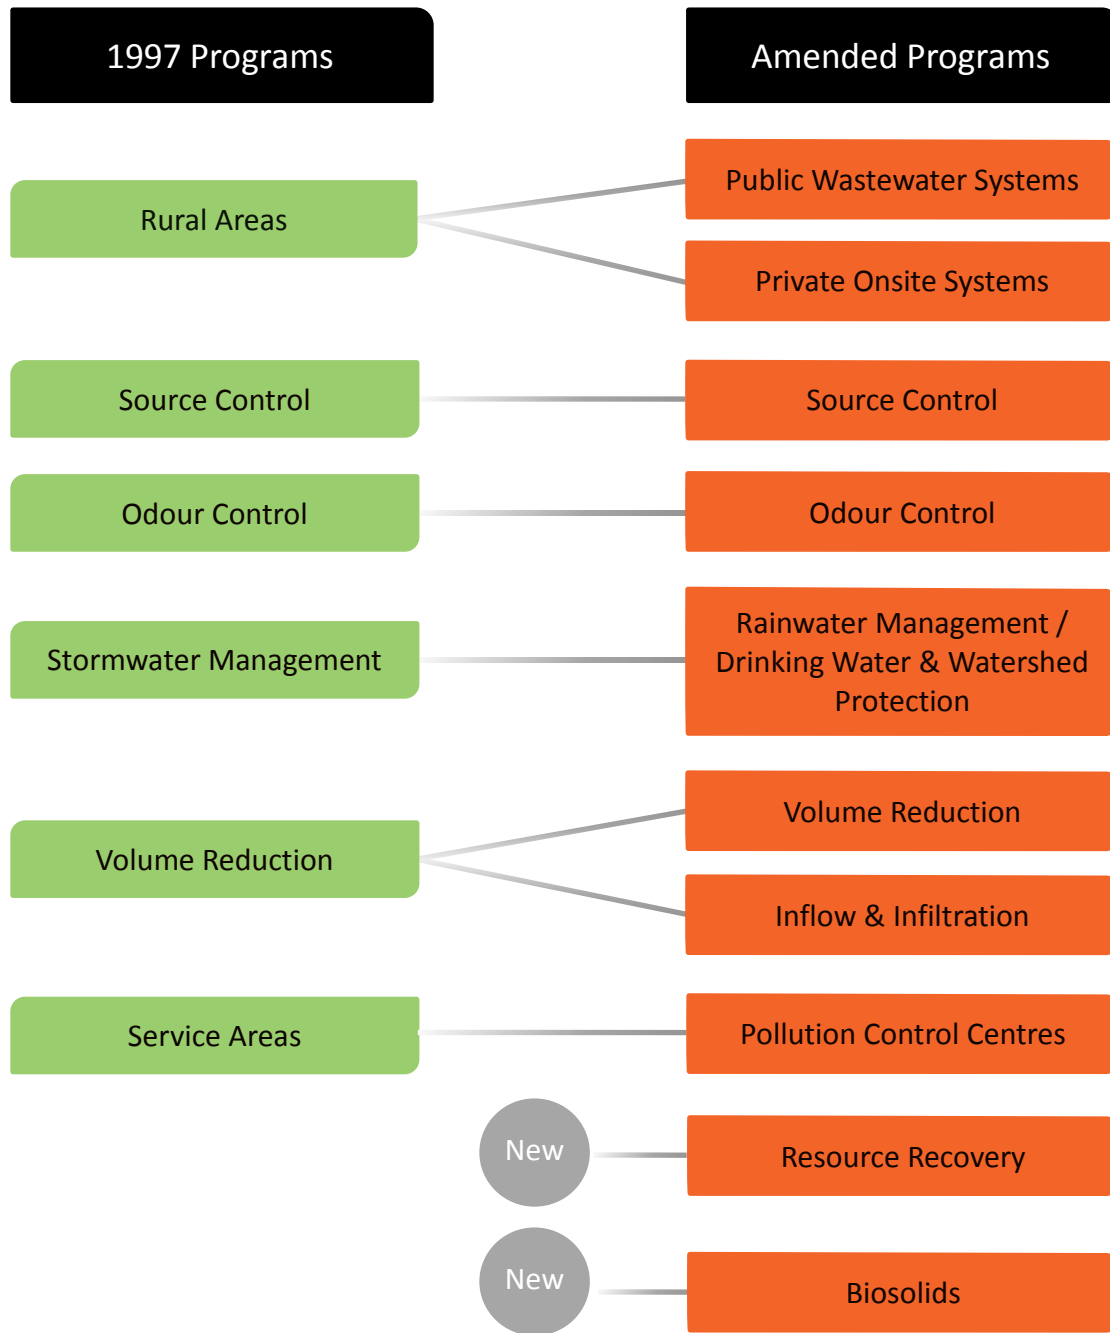 1997 Programs
Amended Programs
Rural Areas
Public Wastewater Systems
Private Onsite Systems
Source Control
Source Control
Odour Control
Odour Control
Stormwater Management
Rainwater Management /
Drinking Water & Watershed
Protection
Volume Reduction
Volume Reduction
Inflow & Infiltration
Service Areas
Pollution Control Centres
New
Resource Recovery
New
Biosolids